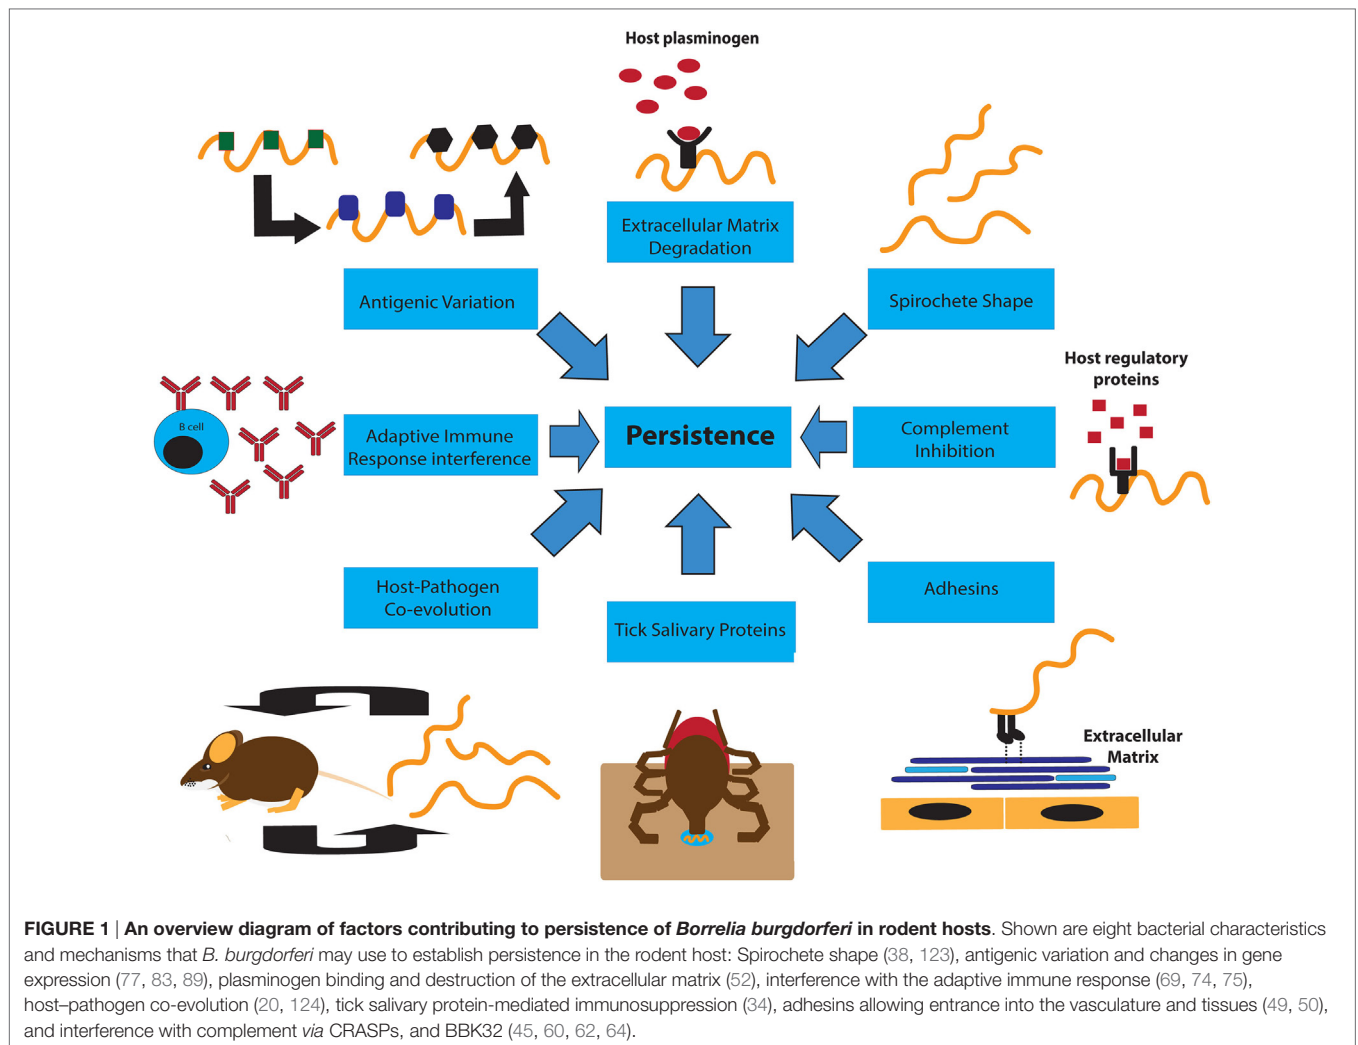 Host plasminogen
Extracellular Matrix
Degradation
Antigenic Variation
Spirochete Shape
Host regulatory
proteins
B cell
Adaptive Immune
Response interference
Persistence
Complement
Inhibition
Host-Pathogen
Co-evolution
Tick Salivary Proteins
Adhesins
Extracellular
Matrix
FIGURE 1 | An overview diagram of factors contributing to persistence of Borrelia burgdorferi in rodent hosts. Shown are eight bacterial characteristics
and mechanisms that B. burgdorferi may use to establish persistence in the rodent host: Spirochete shape (38, 123), antigenic variation and changes in gene
expression (77, 83, 89), plasminogen binding and destruction of the extracellular matrix (52), interference with the adaptive immune response (69, 74, 75),
host–pathogen co-evolution (20, 124), tick salivary protein-mediated immunosuppression (34), adhesins allowing entrance into the vasculature and tissues (49, 50),
and interference with complement via CRASPs, and BBK32 (45, 60, 62, 64).